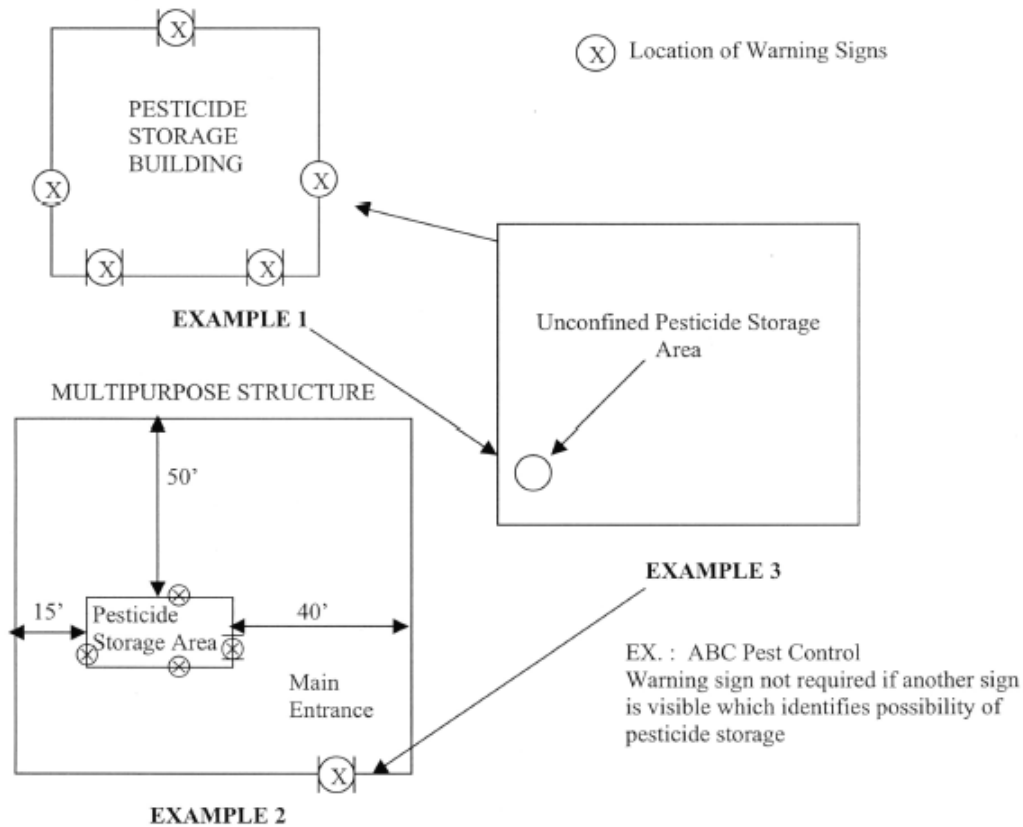 X
X Location of Warning Signs
PESTICIDE
STORAGE
BUILDING
X
X
X
X
EXAMPLE 1
Unconfined Pesticide Storage
Area
MULTIPURPOSE STRUCTURE
50’
EXAMPLE 3
15’
Pesticide
Storage Area
40’
X
X
X
X
EX. : ABC Pest Control
Warning sign not required if another sign
is visible which identifies possibility of
pesticide storage
Main
Entrance
X
EXAMPLE 2